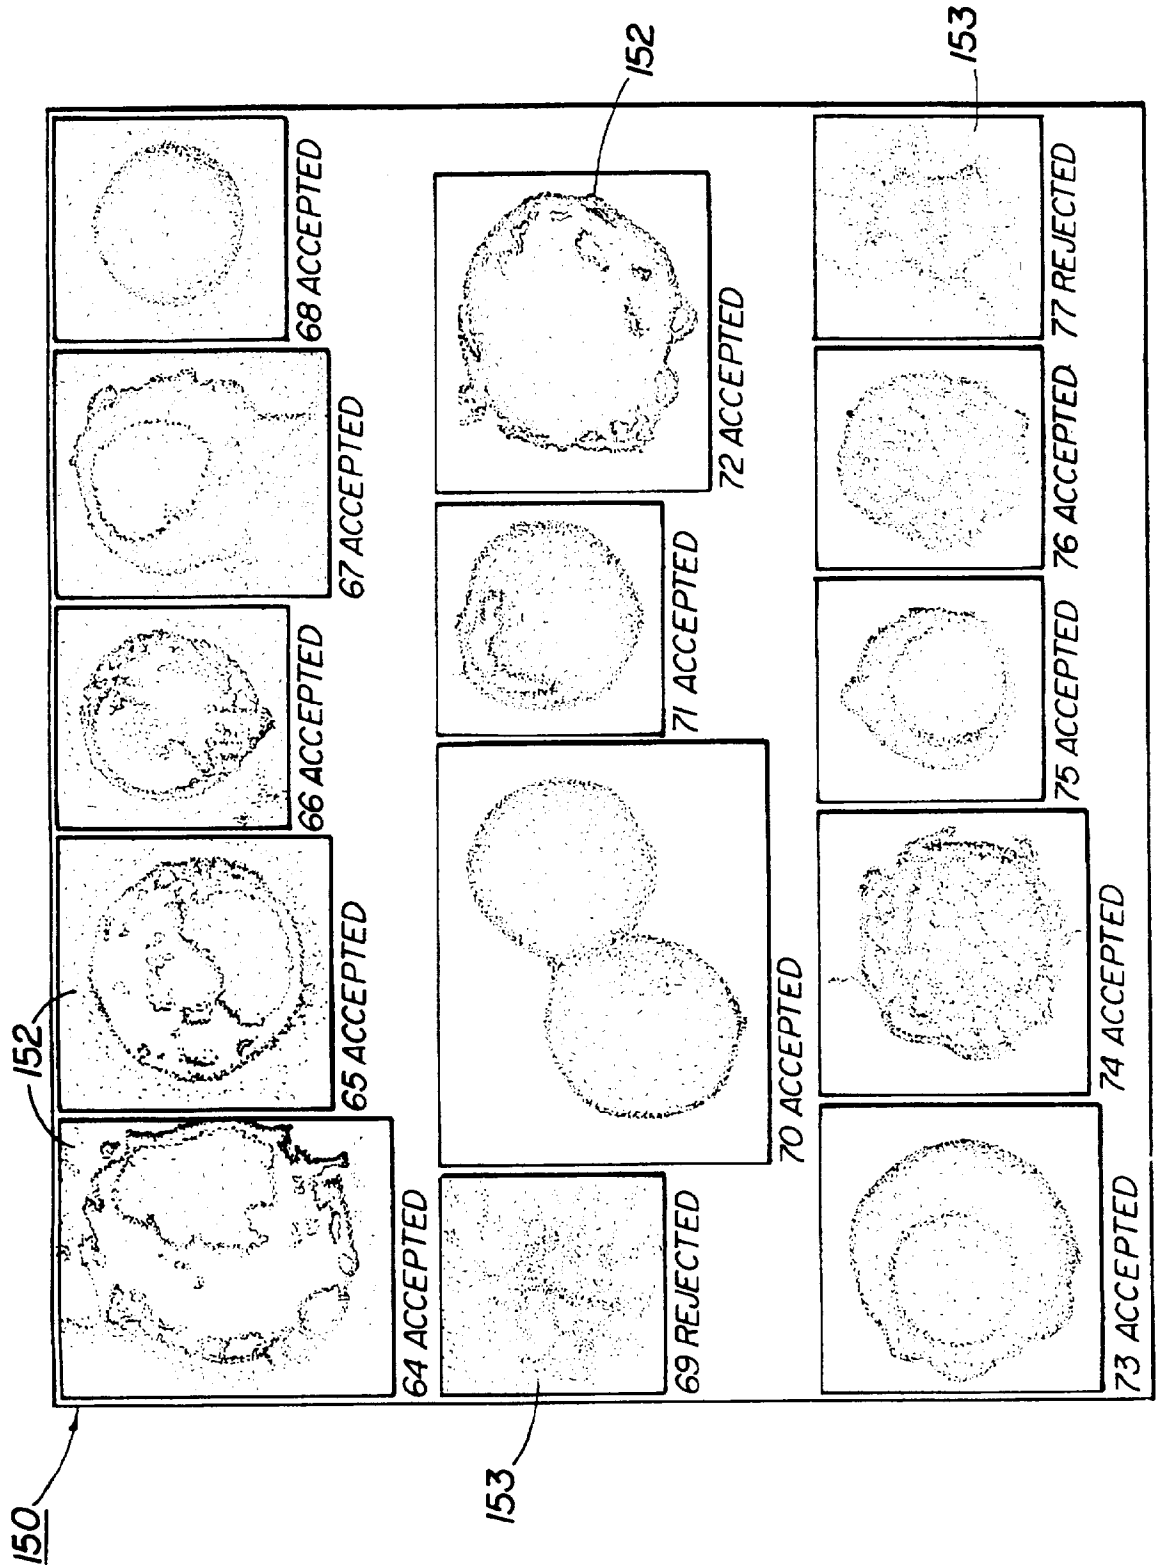 150
152
64 ACCEPTED
65 ACCEPTED
66 ACCEPTED
67 ACCEPTED
68 ACCEPTED
153
69 REJECTED
70 ACCEPTED
71 ACCEPTED
72 ACCEPTED
152
73 ACCEPTED
74 ACCEPTED
75 ACCEPTED
76 ACCEPTED
77 REJECTED
153